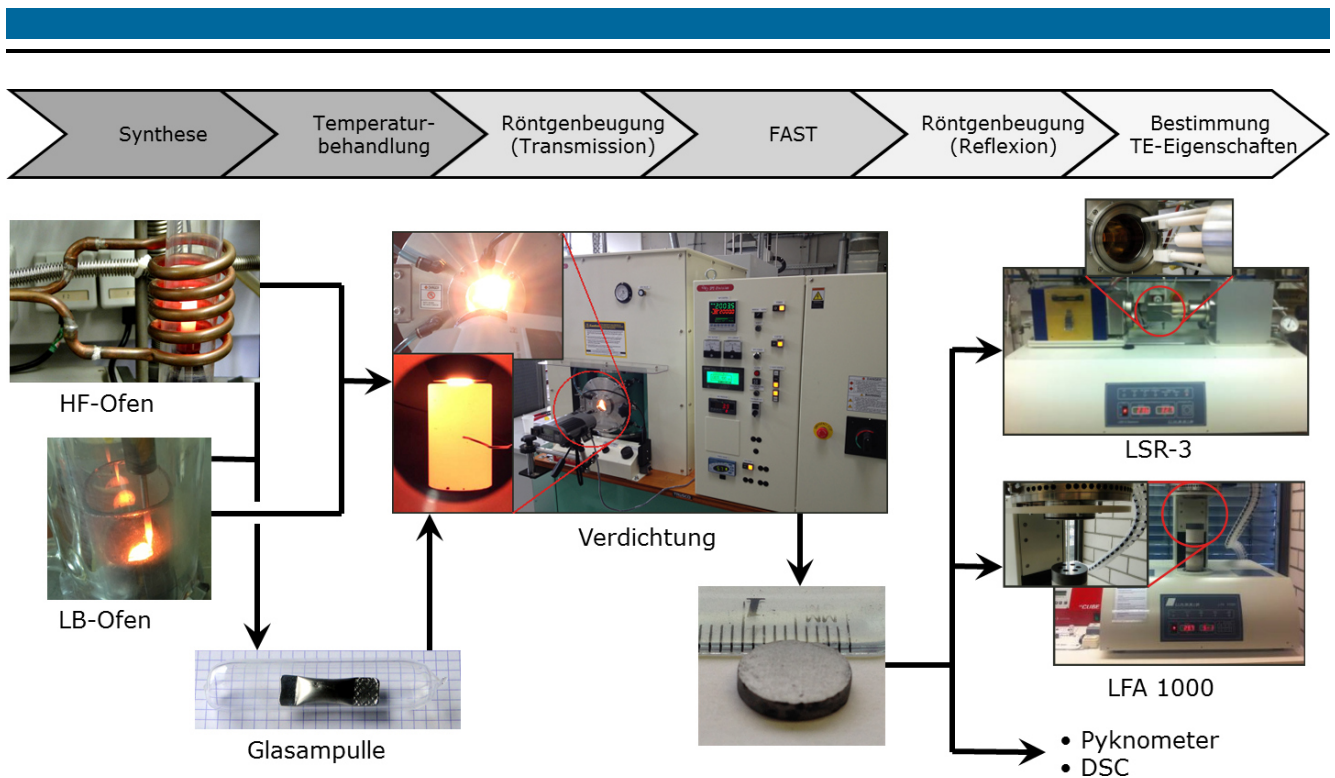 Synthese
Temperatur-
behandlung
Röntgenbeugung
(Transmission)
FAST
Röntgenbeugung
(Reflexion)
Bestimmung
TE-Eigenschaften
HF-Ofen
LB-Ofen
Glasampulle
Verdichtung
LSR-3
LFA 1000
• Pyknometer
• DSC